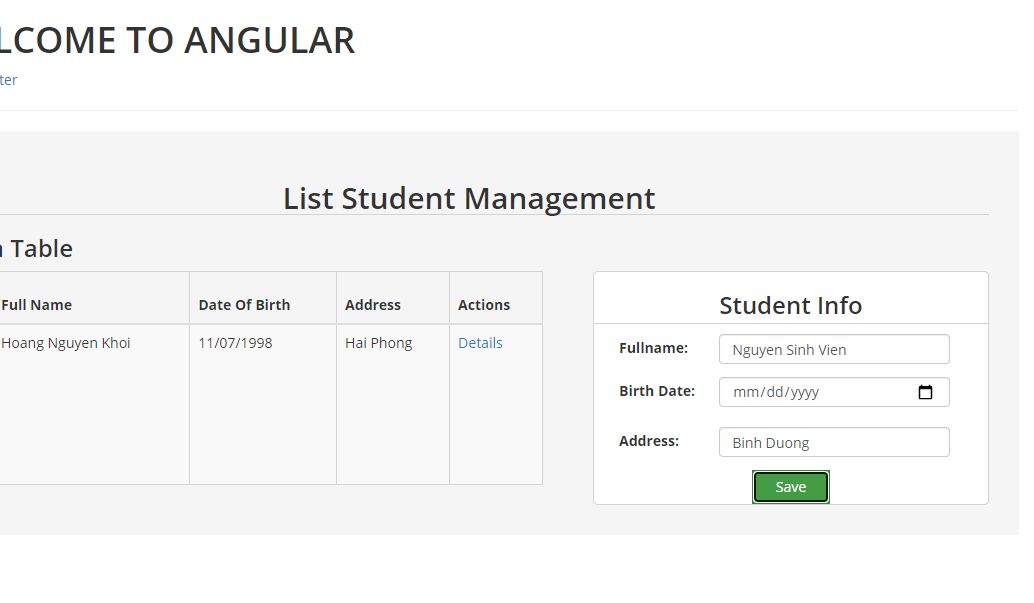 LCOME TO ANGULAR
ter
List Student Management
Table
Full Name Date Of Birth Address Actions
Hoang Nguyen Khoi 11/07/1998 Hai Phong Details
Student Info
Fullname: Nguyen Sinh Vien
Birth Date: mm/dd/yyyy
Address: Binh Duong
Save